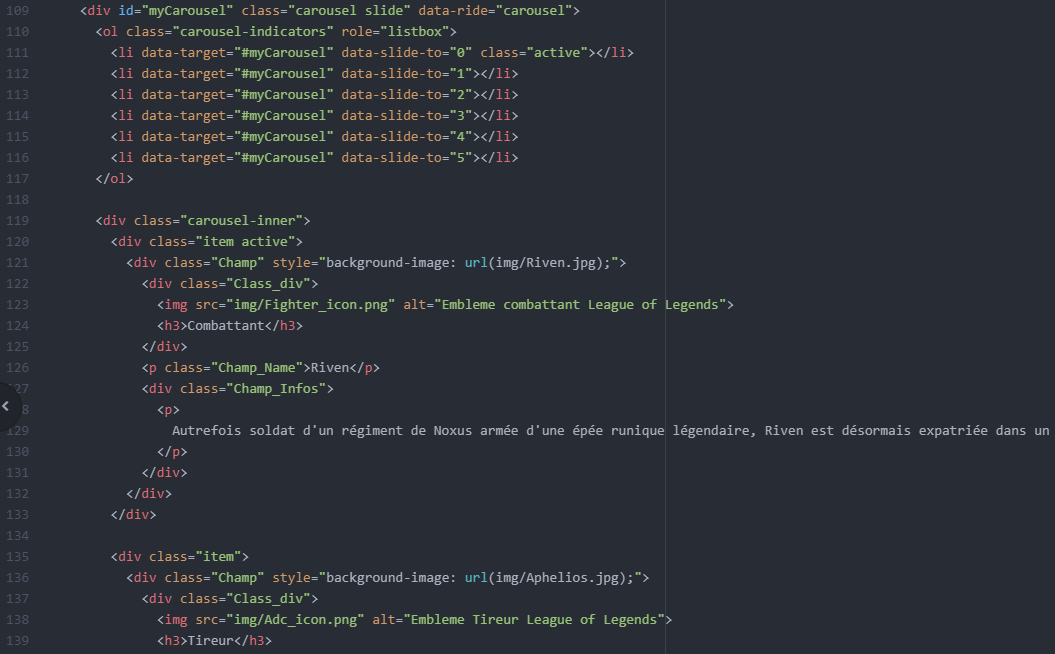 109 <div id="myCarousel" class="carousel slide" data-ride="carousel">
110 <ol class="carousel-indicators" role="listbox">
111 <li data-target="#myCarousel" data-slide-to="0" class="active"></li>
112 <li data-target="#myCarousel" data-slide-to="1"></li>
113 <li data-target="#myCarousel" data-slide-to="2"></li>
114 <li data-target="#myCarousel" data-slide-to="3"></li>
115 <li data-target="#myCarousel" data-slide-to="4"></li>
116 <li data-target="#myCarousel" data-slide-to="5"></li>
117 </ol>
118
119 <div class="carousel-inner">
120 <div class="item active">
121 <div class="Champ" style="background-image: url(img/Riven.jpg);">
122 <div class="Class_div">
123 <img src="img/Fighter_icon.png" alt="Embleme combattant League of Legends">
124 <h3>Combattant</h3>
125 </div>
126 <p class="Champ_Name">Riven</p>
27 <div class="Champ_Infos">
8 <p>
129 Autrefois soldat d'un régiment de Noxus armée d'une épée runique légendaire, Riven est désormais expatriée dans un
130 </p>
131 </div>
132 </div>
133 </div>
134
135 <div class="item">
136 <div class="Champ" style="background-image: url(img/Aphelios.jpg);">
137 <div class="Class_div">
138 <img src="img/Adc_icon.png" alt="Embleme Tireur League of Legends">
139 <h3>Tireur</h3>